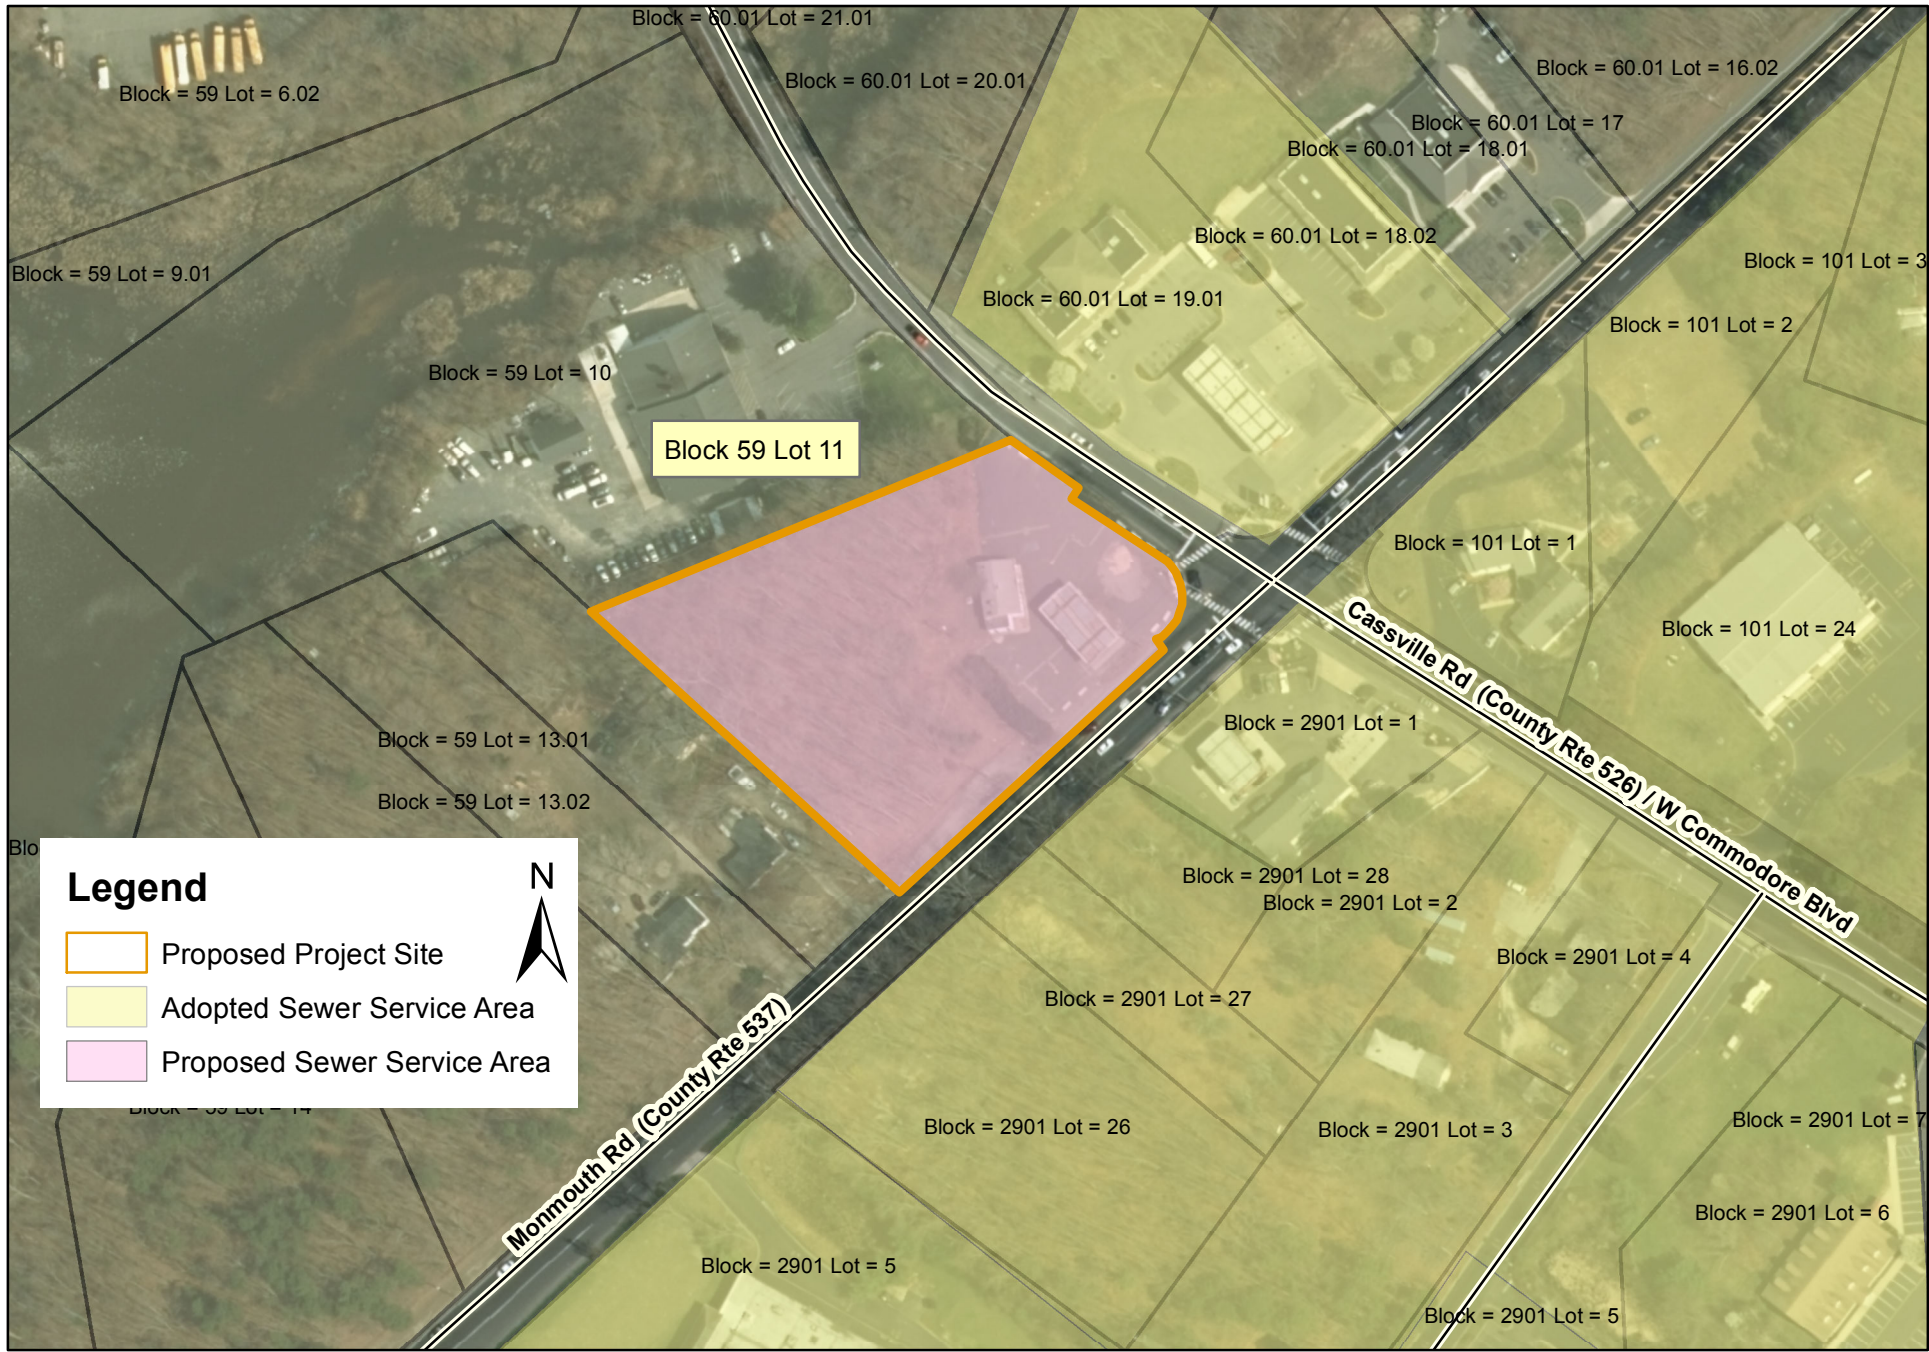 Block = 60.01 Lot = 21.01
Block = 60.01 Lot = 16.02
Block = 60.01 Lot = 20.01
Block = 59 Lot = 6.02
Block = 60.01 Lot = 17
Block = 60.01 Lot = 18.01
Block = 60.01 Lot = 18.02
Block = 101 Lot = 3
Block = 59 Lot = 9.01
Block = 60.01 Lot = 19.01
Block = 101 Lot = 2
Block = 59 Lot = 10
Block 59 Lot 11
Block = 101 Lot = 1
Cassville Rd (County Rte 526) / W Commodore Blvd
Block = 101 Lot = 24
Block = 2901 Lot = 1
Block = 59 Lot = 13.01
Block = 59 Lot = 13.02
Blo
Block = 2901 Lot = 28
Block = 2901 Lot = 2
Block = 2901 Lot = 4
Block = 2901 Lot = 27
Legend
N
Proposed Project Site
Adopted Sewer Service Area
Proposed Sewer Service Area
Block = 59 Lot = 14
Monmouth Rd (County Rte 537)
Block = 2901 Lot = 26
Block = 2901 Lot = 3
Block = 2901 Lot = 7
Block = 2901 Lot = 6
Block = 2901 Lot = 5
Block = 2901 Lot = 5